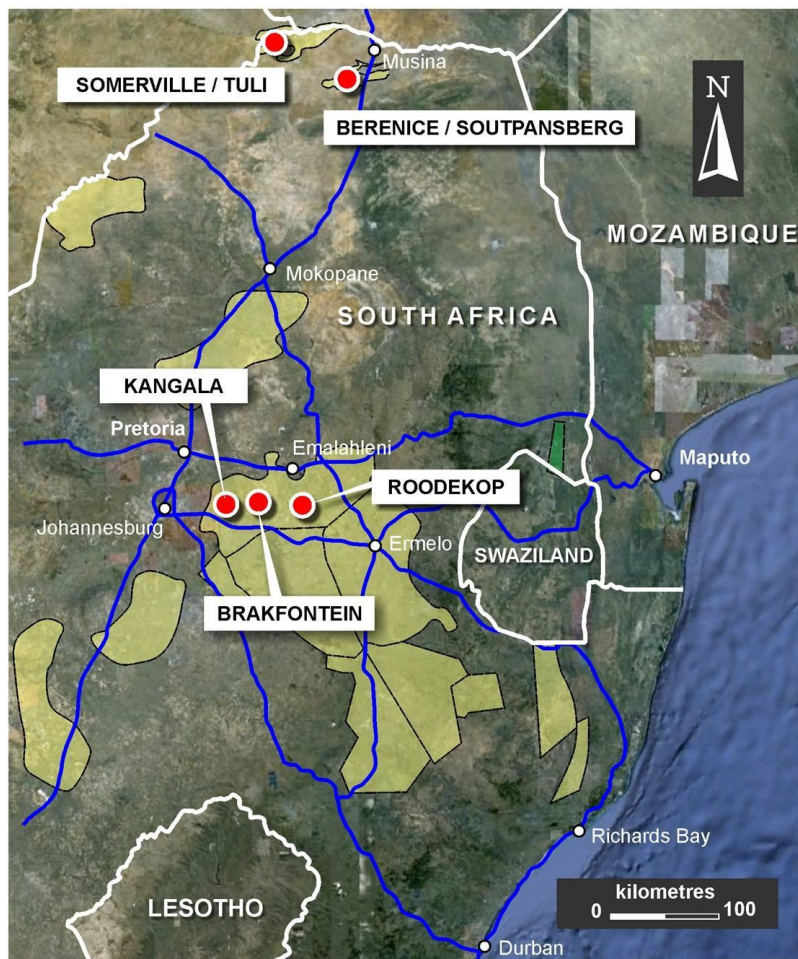 Musina
SOMERVILLE / TULI
BERENICE / SOUTPANSBERG
N
MOZAMBIQUE
Mokopane
SOUTH AFRICA
KANGALA
Pretoria
Emalahleni
Maputo
ROODEKOP
Johannesburg
Ermelo
SWAZILAND
BRAKFONTEIN
Richards Bay
kilometres
0 100
LESOTHO
Durban